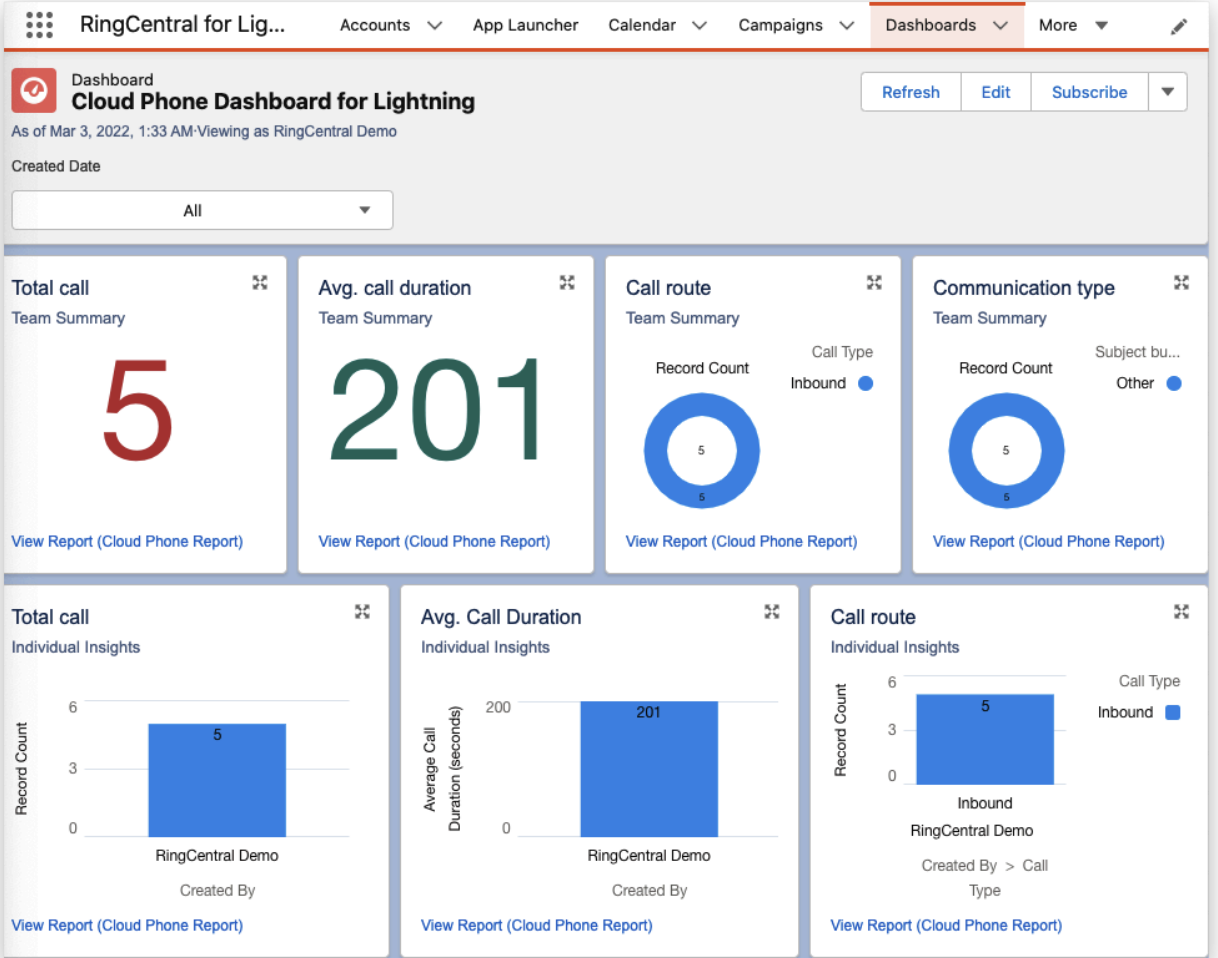 RingCentral for Lig...
Accounts
App Launcher
Calendar
Campaigns
Dashboards
More
Dashboard
Cloud Phone Dashboard for Lightning
As of Mar 3, 2022, 1:33 AM·Viewing as RingCentral Demo
Refresh
Edit
Subscribe
Created Date
All
Total call
Team Summary
5
View Report (Cloud Phone Report)
Avg. call duration
Team Summary
201
View Report (Cloud Phone Report)
Call route
Team Summary
Call Type
Record Count
Inbound
5
5
View Report (Cloud Phone Report)
Communication type
Team Summary
Subject bu...
Record Count
Other
5
5
View Report (Cloud Phone Report)
Total call
Individual Insights
Record Count
6
5
3
0
RingCentral Demo
Created By
View Report (Cloud Phone Report)
Avg. Call Duration
Individual Insights
Average Call
Duration (seconds)
200
201
0
RingCentral Demo
Created By
View Report (Cloud Phone Report)
Call route
Individual Insights
Call Type
Inbound
Record Count
6
5
3
0
Inbound
RingCentral Demo
Created By > Call
Type
View Report (Cloud Phone Report)